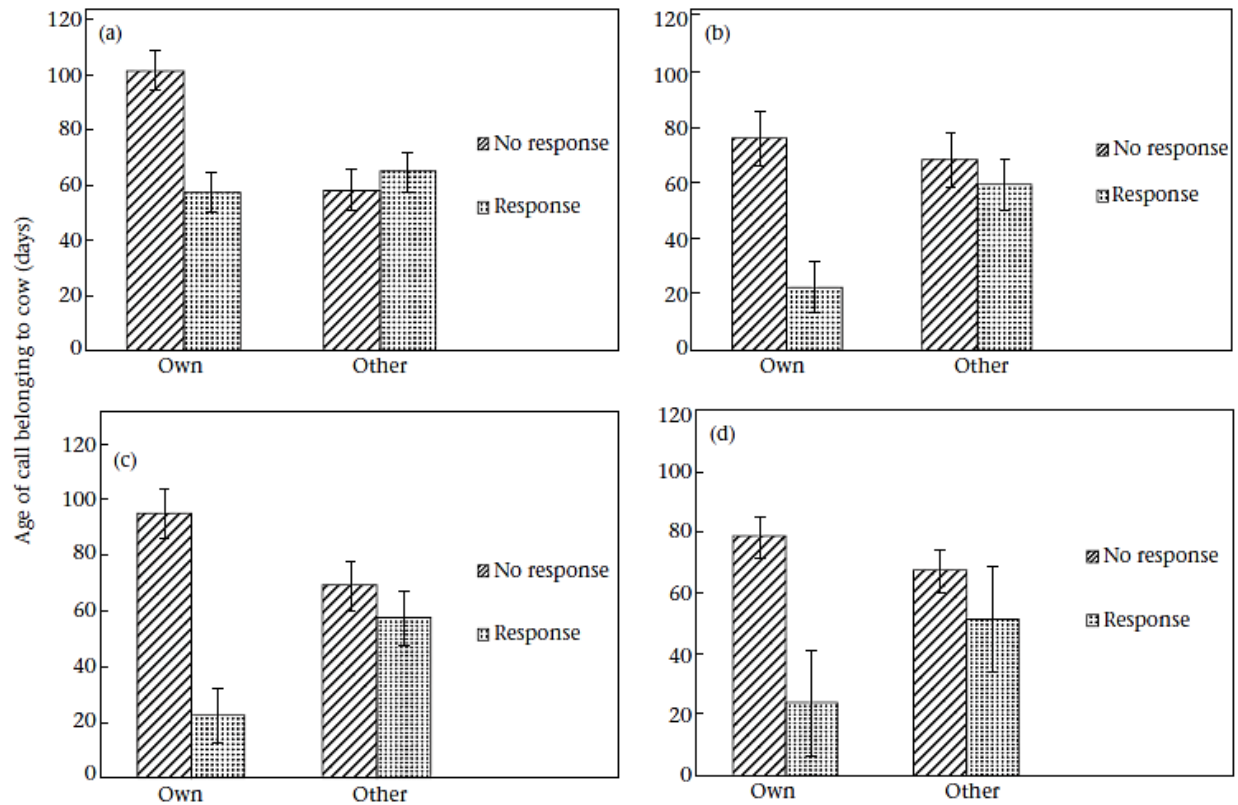 Age of call belonging to cow (days)
(a)
120
100
80
60
40
20
0
No response
Response
Own
Other
(b)
120
100
80
60
40
20
0
No response
Response
Own
Other
(c)
120
100
80
60
40
20
0
No response
Response
Own
Other
(d)
120
100
80
60
40
20
0
No response
Response
Own
Other